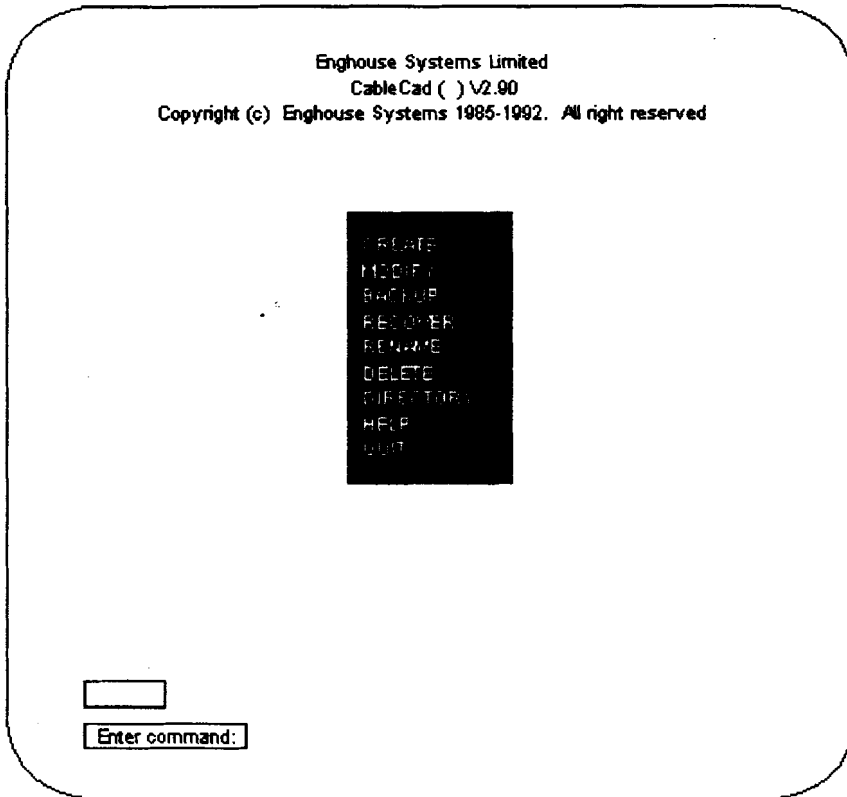 Enghouse Systems Limited
CableCad ( ) V2.90
Copyright (c) Enghouse Systems 1985-1992. All right reserved
CREATE
MODIFY
BACKUP
RECOVER
RENAME
DELETE
DIRECTORY
HELP
QUIT
Enter command: